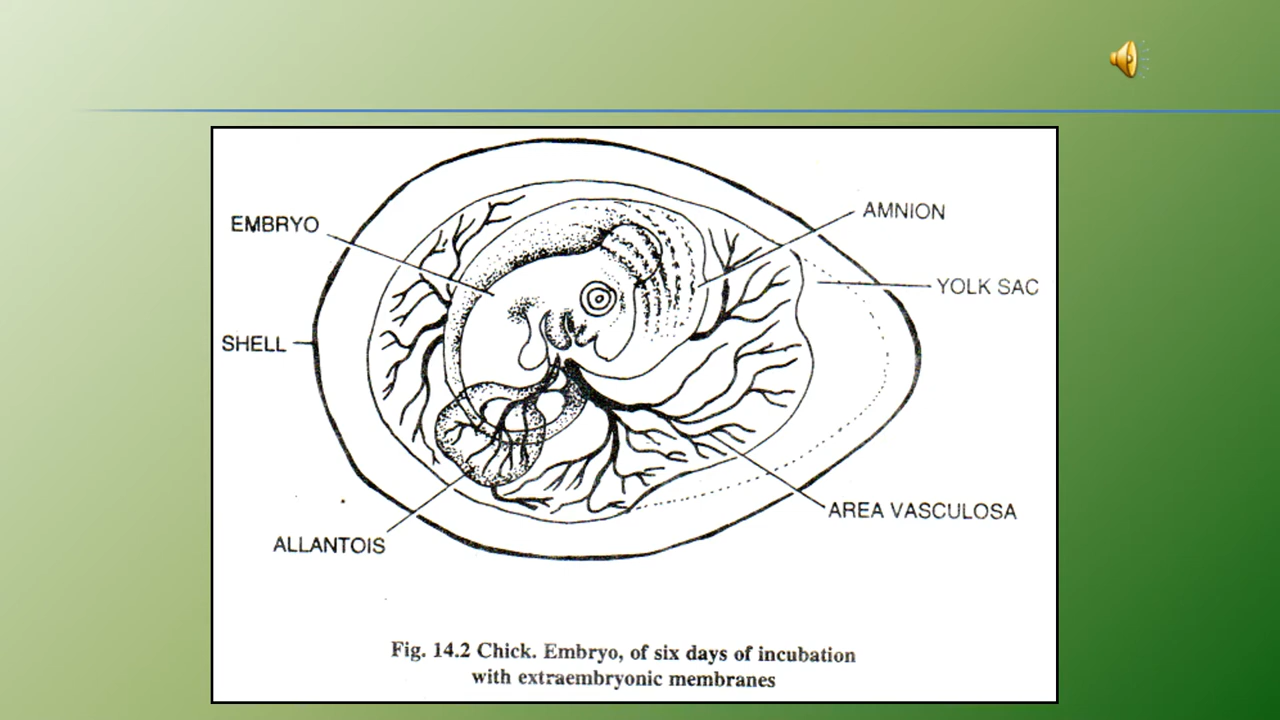 AMNION
EMBRYO
YOLK SAC
SHELL
AREA VASCULOSA
ALLANTOIS
Fig. 14.2 Chick. Embryo, of six days of incubation
with extraembryonic membranes